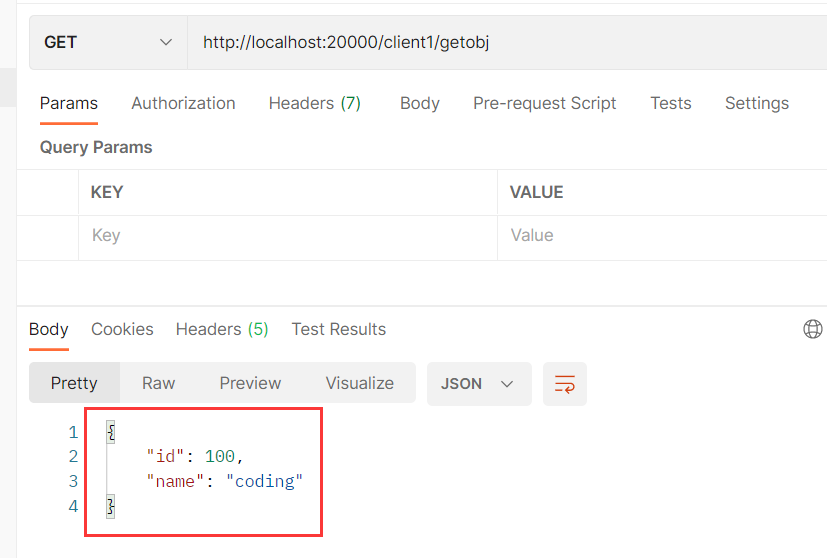 GET http://localhost:20000/client1/getobj
Params Authorization Headers (7) Body Pre-request Script Tests Settings
Query Params
KEY VALUE
Key Value
Body Cookies Headers (5) Test Results
Pretty Raw Preview Visualize JSON
1 {
2 "id": 100,
3 "name": "coding"
4 }